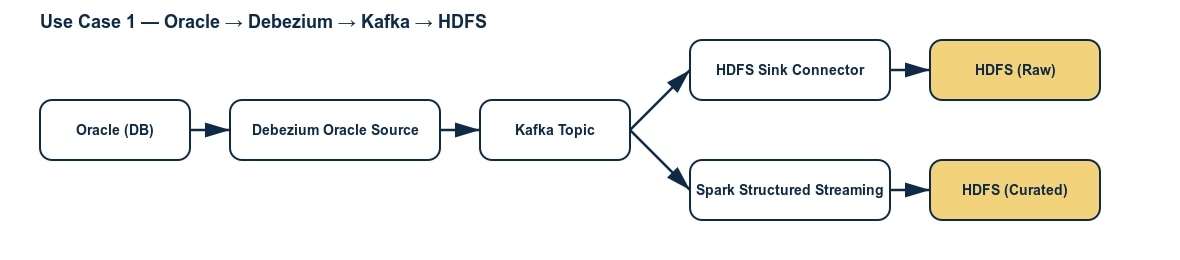 Use Case 1 — Oracle → Debezium → Kafka → HDFS
Oracle (DB)
Debezium Oracle Source
Kafka Topic
HDFS Sink Connector
HDFS (Raw)
Spark Structured Streaming
HDFS (Curated)